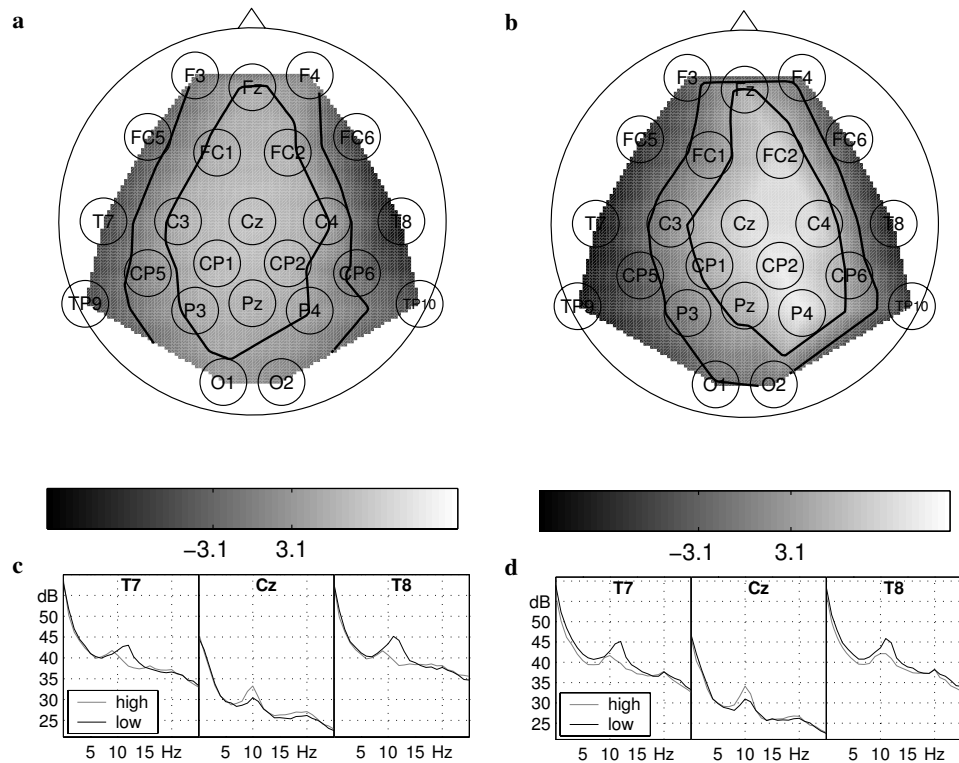 a
F3 F4
Fz
FC5 FC6
FC1 FC2
T7 C3 Cz C4 T8
CP5 CP1 CP2 CP6
TP9 P3 Pz P4 TP10
O1 O2
−3.1 3.1
b
F3 F4
Fz
FC5 FC6
FC1 FC2
T7 C3 Cz C4 T8
CP5 CP1 CP2 CP6
TP9 P3 Pz P4 TP10
O1 O2
−3.1 3.1
c
T7 Cz T8
dB
50
45
40
35
30
25
high
low
5 10 15 Hz 5 10 15 Hz 5 10 15 Hz
d
T7 Cz T8
dB
50
45
40
35
30
25
high
low
5 10 15 Hz 5 10 15 Hz 5 10 15 Hz